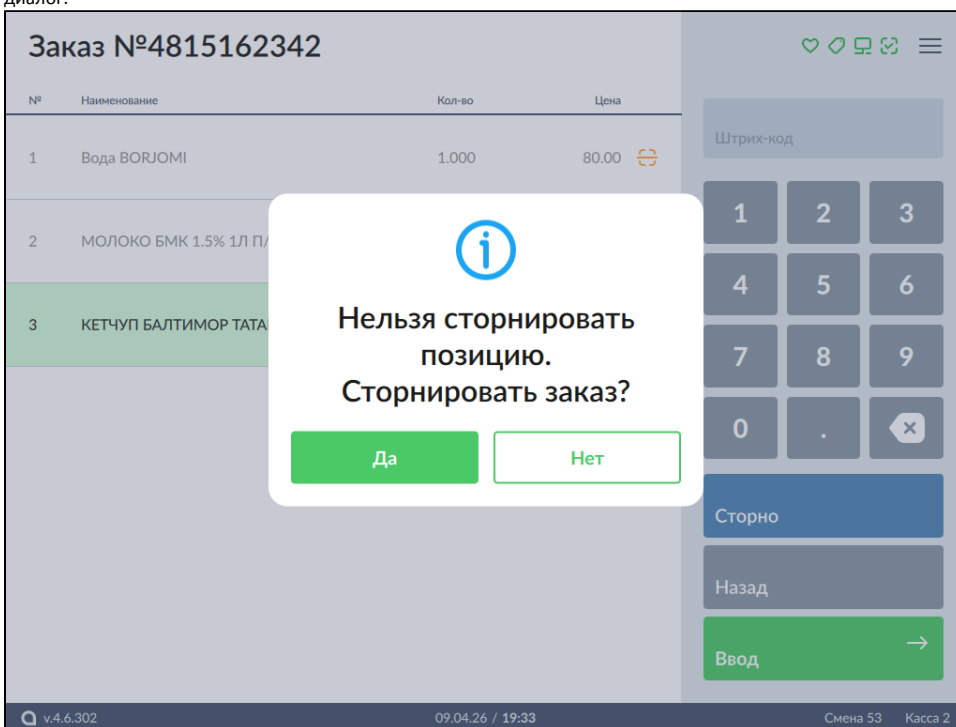 диалог:
Заказ №4815162342
№ Наименование Кол-во Цена
1 Вода BORJOMI 1.000 80.00
2 МОЛОКО БМК 1.5% 1Л П/
3 КЕТЧУП БАЛТИМОР ТАТА
Нельзя сторнировать
позицию.
Сторнировать заказ?
Да Нет
Штрих-код
1 2 3
4 5 6
7 8 9
0 .
Сторно
Назад
Ввод
v.4.6.302 09.04.26 / 19:33 Смена 53 Касса 2